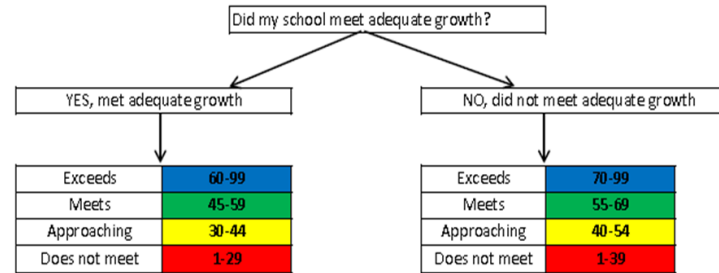 Did my school meet adequate growth?
YES, met adequate growth
NO, did not meet adequate growth
Exceeds 60-99
Meets 45-59
Approaching 30-44
Does not meet 1-29
Exceeds 70-99
Meets 55-69
Approaching 40-54
Does not meet 1-39